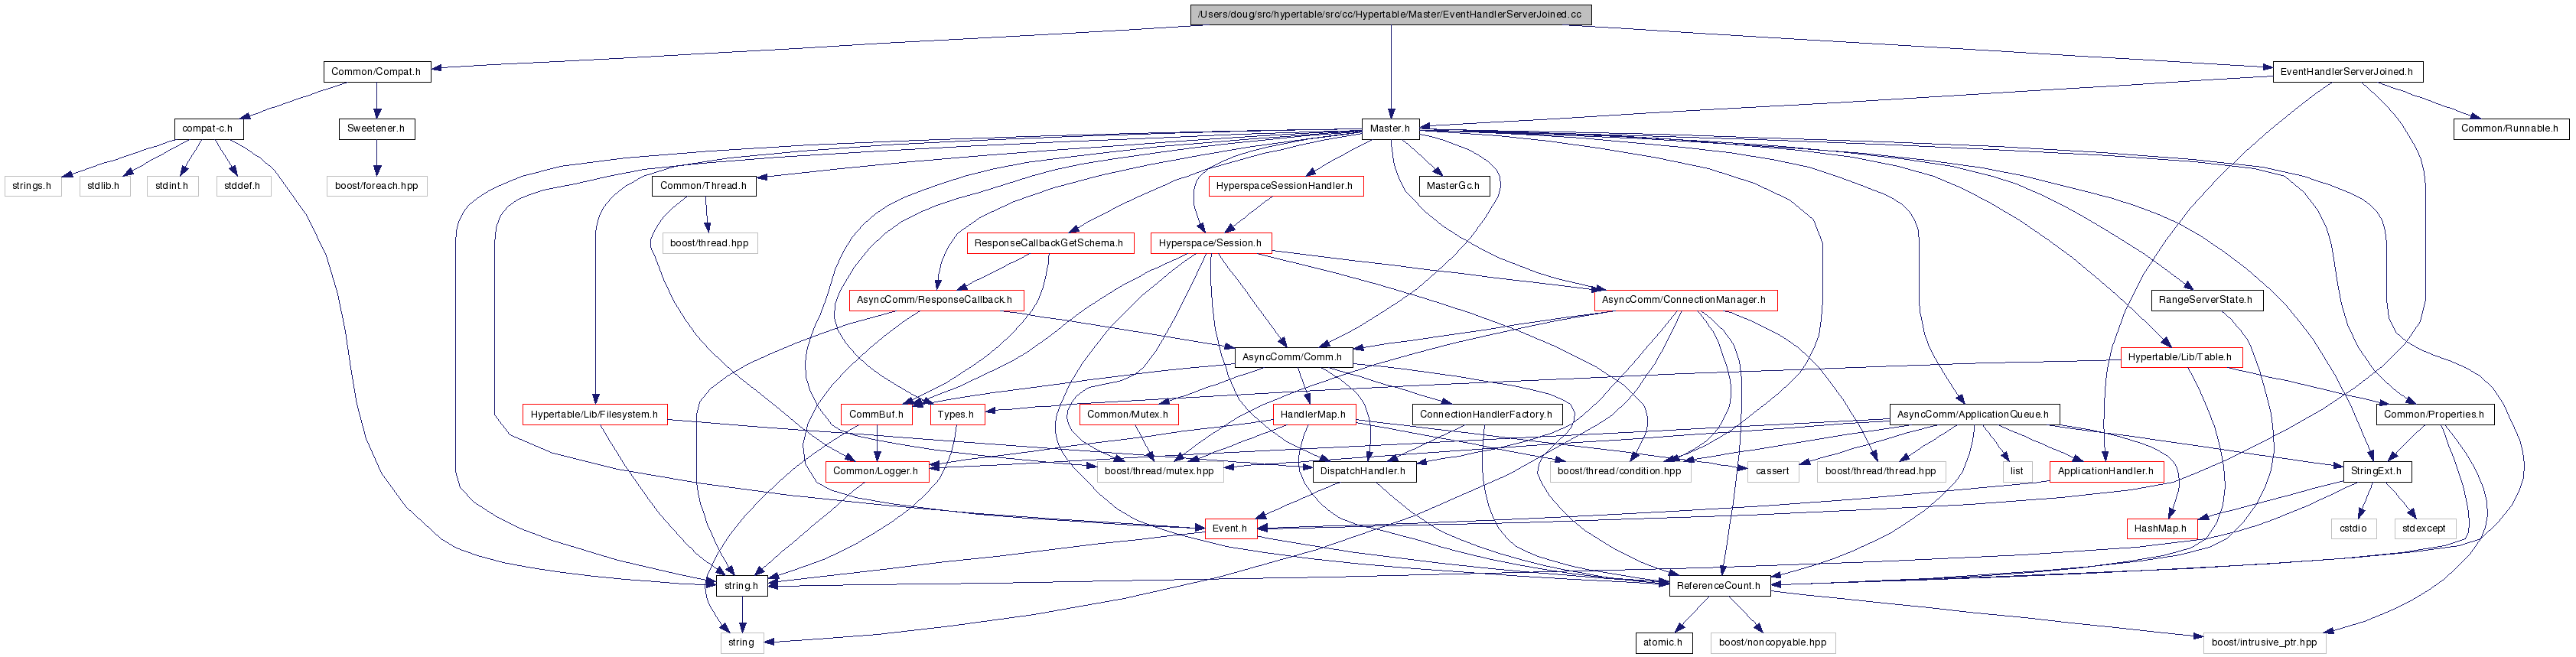 /Users/doug/src/hypertable/src/cc/Hypertable/Master/EventHandlerServerJoined.cc
Common/Compat.h
EventHandlerServerJoined.h
compat-c.h
Sweetener.h
Master.h
Common/Runnable.h
strings.h
stdlib.h
stdint.h
stddef.h
boost/foreach.hpp
Common/Thread.h
HyperspaceSessionHandler.h
MasterGc.h
boost/thread.hpp
ResponseCallbackGetSchema.h
Hyperspace/Session.h
AsyncComm/ResponseCallback.h
AsyncComm/ConnectionManager.h
RangeServerState.h
AsyncComm/Comm.h
Hypertable/Lib/Table.h
Hypertable/Lib/Filesystem.h
CommBuf.h
Types.h
Common/Mutex.h
HandlerMap.h
ConnectionHandlerFactory.h
AsyncComm/ApplicationQueue.h
Common/Properties.h
Common/Logger.h
boost/thread/mutex.hpp
DispatchHandler.h
boost/thread/condition.hpp
cassert
boost/thread/thread.hpp
list
ApplicationHandler.h
StringExt.h
Event.h
HashMap.h
cstdio
stdexcept
string.h
ReferenceCount.h
string
atomic.h
boost/noncopyable.hpp
boost/intrusive_ptr.hpp